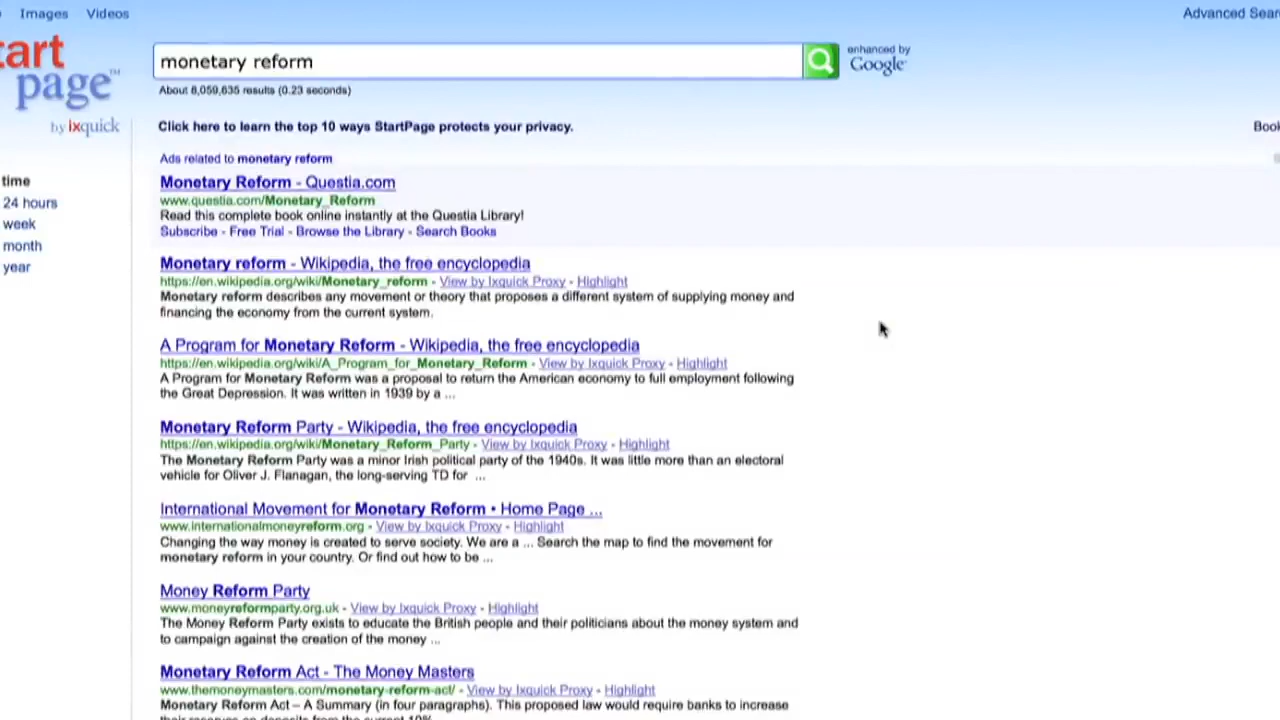 Images Videos Advanced Sear
art
page™
by ixquick
monetary reform
enhanced by
Google
About 8,059,635 results (0.23 seconds)
Click here to learn the top 10 ways StartPage protects your privacy.
Book
time
24 hours
week
month
year
Ads related to monetary reform
Monetary Reform - Questia.com
www.questia.com/Monetary_Reform
Read this complete book online instantly at the Questia Library!
Subscribe - Free Trial - Browse the Library - Search Books
Monetary reform - Wikipedia, the free encyclopedia
https://en.wikipedia.org/wiki/Monetary_reform - View by Ixquick Proxy - Highlight
Monetary reform describes any movement or theory that proposes a different system of supplying money and
financing the economy from the current system.
A Program for Monetary Reform - Wikipedia, the free encyclopedia
https://en.wikipedia.org/wiki/A_Program_for_Monetary_Reform - View by Ixquick Proxy - Highlight
A Program for Monetary Reform was a proposal to return the American economy to full employment following
the Great Depression. It was written in 1939 by a ...
Monetary Reform Party - Wikipedia, the free encyclopedia
https://en.wikipedia.org/wiki/Monetary_Reform_Party - View by Ixquick Proxy - Highlight
The Monetary Reform Party was a minor Irish political party of the 1940s. It was little more than an electoral
vehicle for Oliver J. Flanagan, the long-serving TD for ...
International Movement for Monetary Reform • Home Page ...
www.internationalmoneyreform.org - View by Ixquick Proxy - Highlight
Changing the way money is created to serve society. We are a ... Search the map to find the movement for
monetary reform in your country. Or find out how to be ...
Money Reform Party
www.moneyreformparty.org.uk - View by Ixquick Proxy - Highlight
The Money Reform Party exists to educate the British people and their politicians about the money system and
to campaign against the creation of the money ...
Monetary Reform Act - The Money Masters
www.themoneymasters.com/monetary-reform-act/ - View by Ixquick Proxy - Highlight
Monetary Reform Act – A Summary (in four paragraphs). This proposed law would require banks to increase
their reserves on deposits from the current 10%